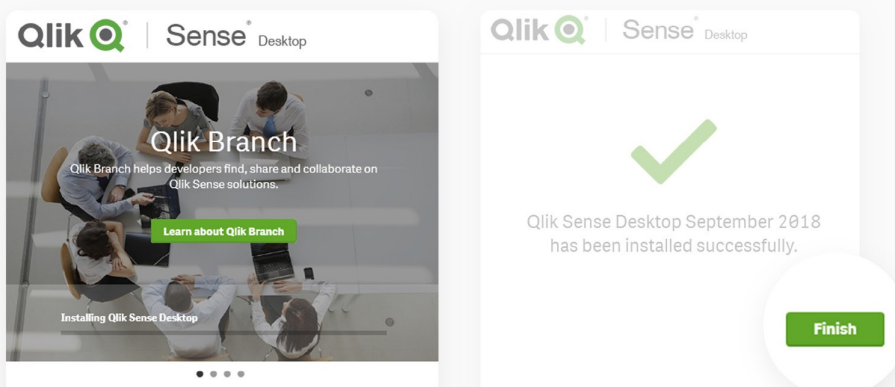 Qlik Sense Desktop
Qlik Branch
Qlik Branch helps developers find, share and collaborate on
Qlik Sense solutions.
Learn about Qlik Branch
Installing Qlik Sense Desktop
Qlik Sense Desktop
Qlik Sense Desktop September 2018
has been installed successfully.
Finish